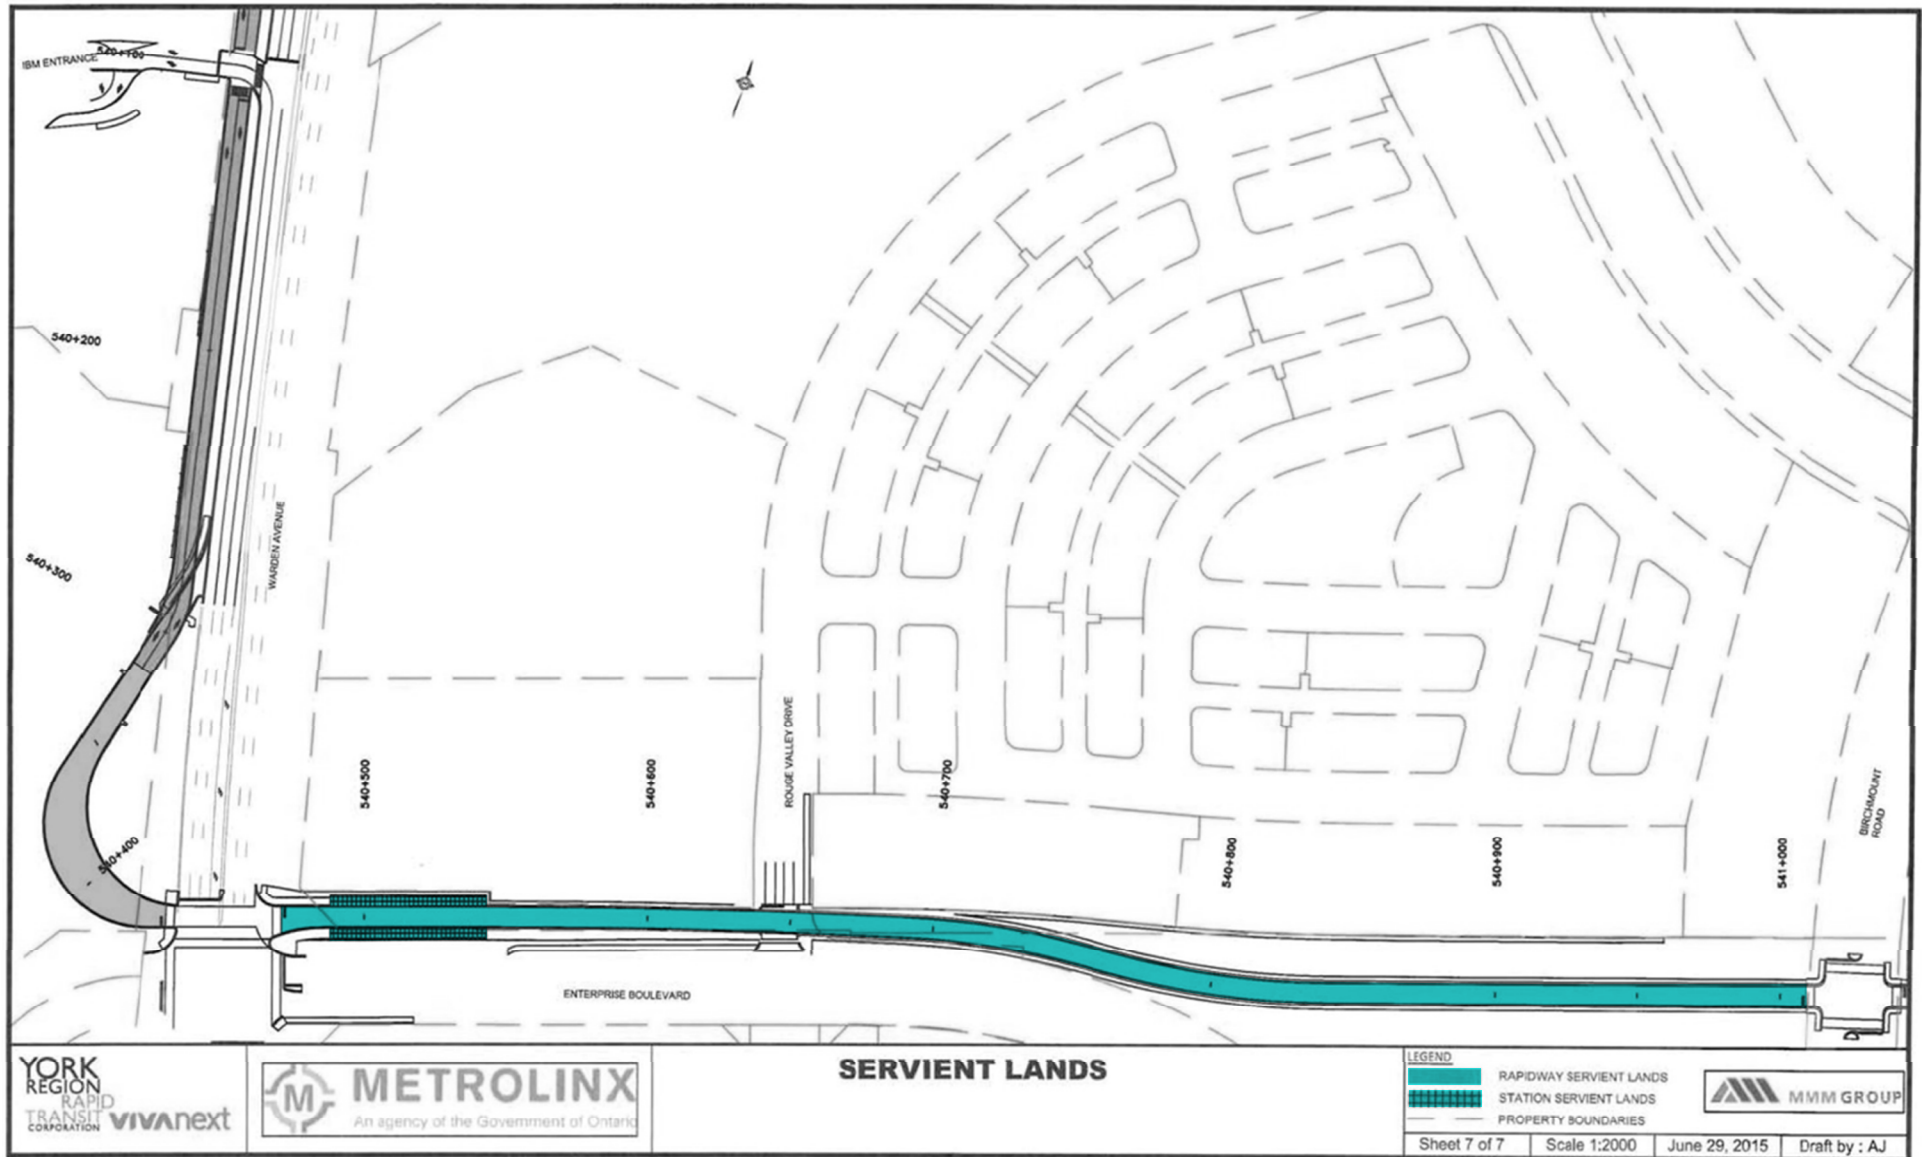 IBM ENTRANCE
540+100
540+200
540+300
WARDEN AVENUE
540+400
540+500
540+600
ROUGE VALLEY DRIVE
540+700
540+800
540+900
541+000
BIRCHMOUNT
ROAD
ENTERPRISE BOULEVARD
YORK
REGION
RAPID
TRANSIT
CORPORATION
vivanext
M
METROLINX
An agency of the Government of Ontario
SERVIENT LANDS
LEGEND
RAPIDWAY SERVIENT LANDS
STATION SERVIENT LANDS
PROPERTY BOUNDARIES
MMM GROUP
Sheet 7 of 7
Scale 1:2000
June 29, 2015
Draft by : AJ